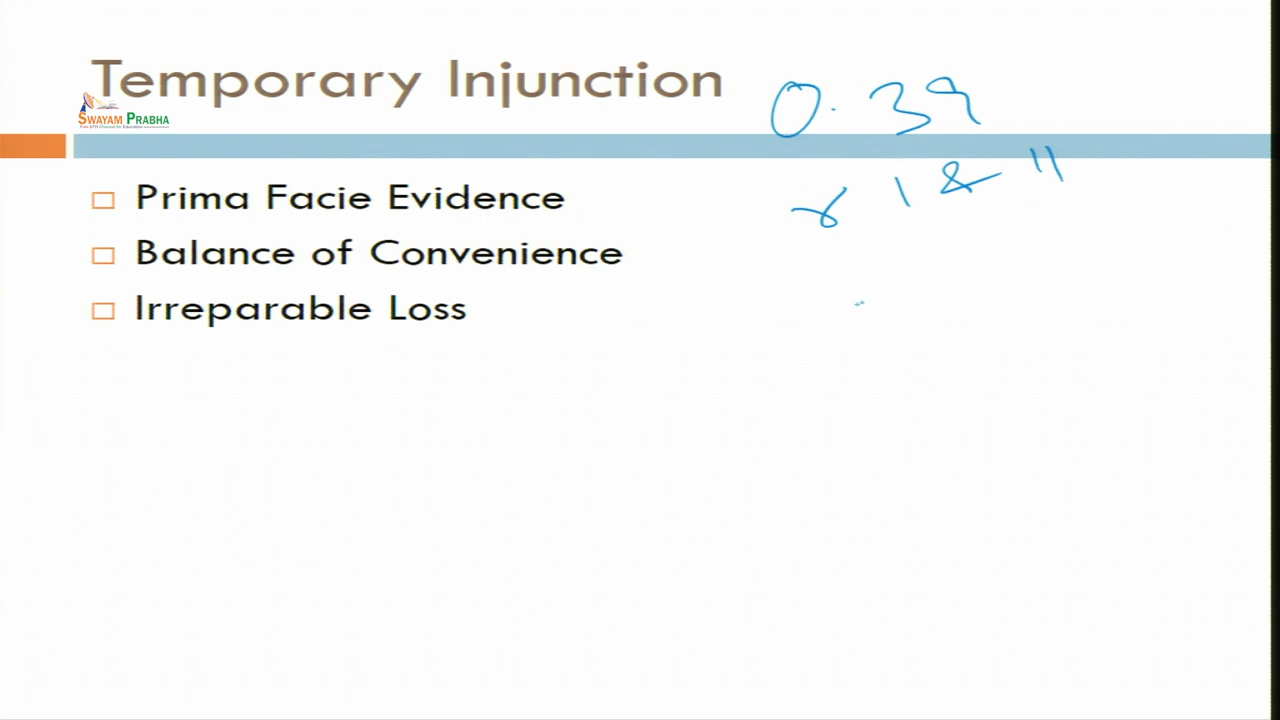 Temporary Injunction
O. 39
SWAYAM PRABHA
r 1 & 11
Prima Facie Evidence
Balance of Convenience
Irreparable Loss